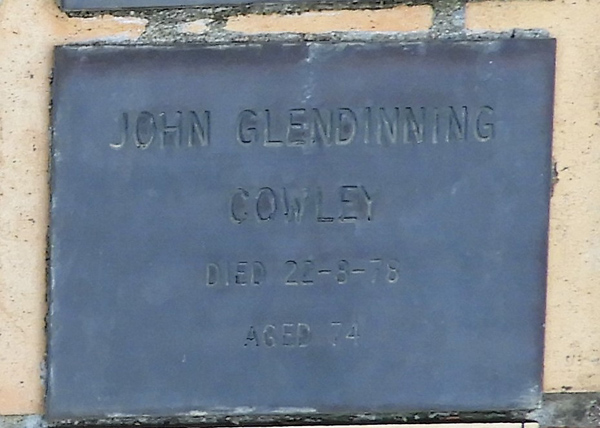 JOHN GLENDINNING
COWLEY
DIED 22-8-78
AGED 74